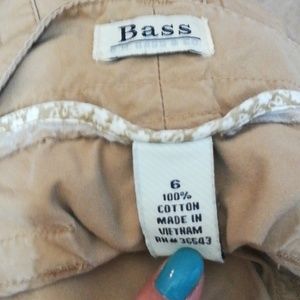 Bass
6
100%
COTTON
MADE IN
VIETNAM
RN# 36543